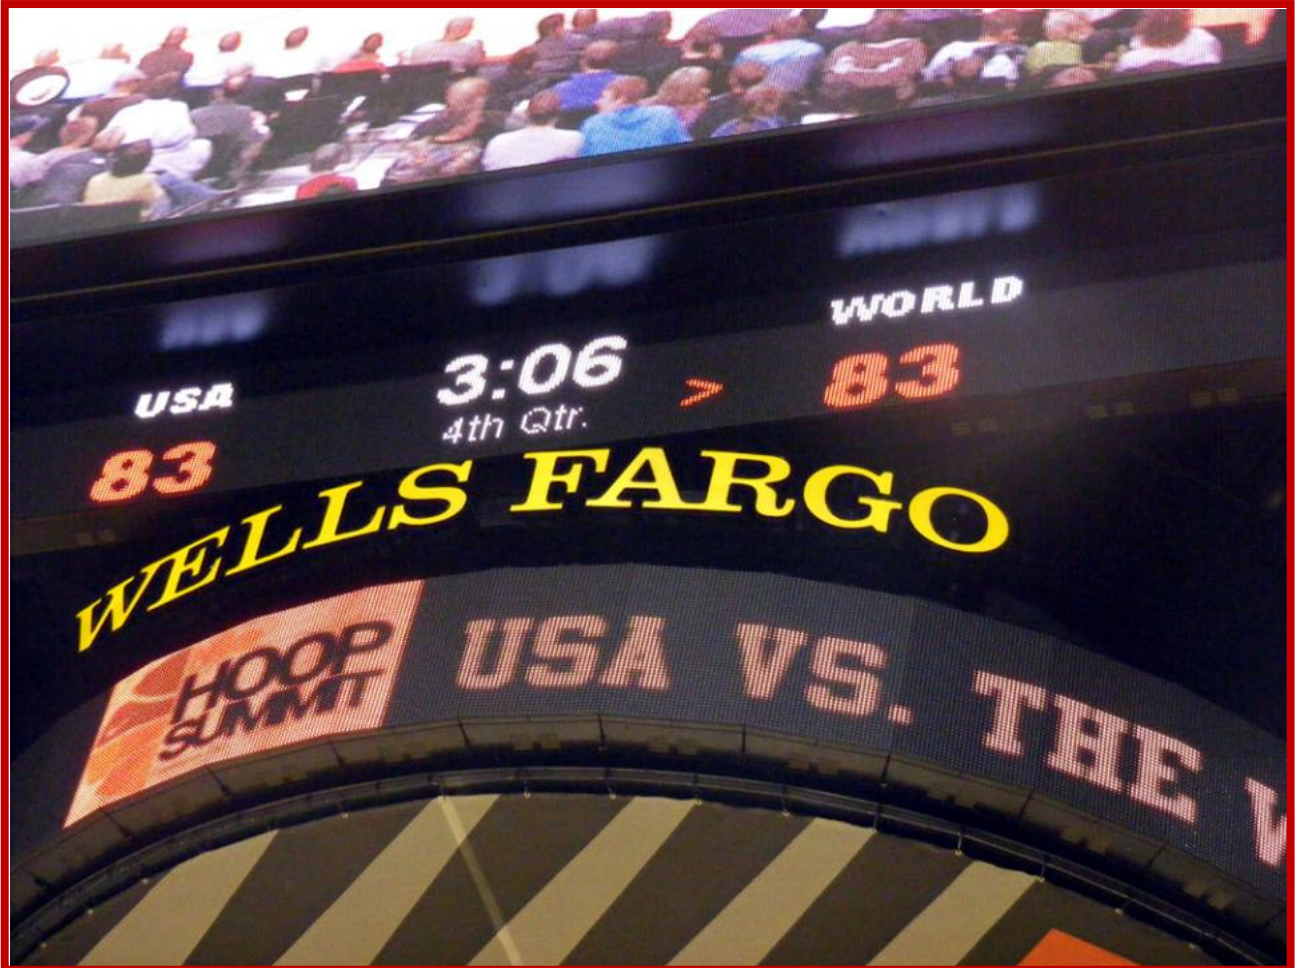 WORLD
USA
3:06
4th Qtr.
>
83
83
WELLS FARGO
HOOP
SUMMIT
USA VS. THE